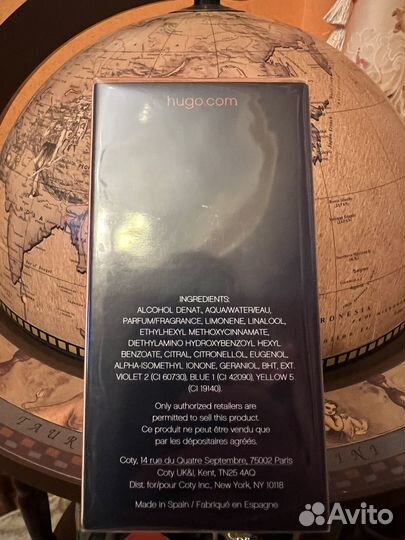 hugo.com
INGREDIENTS:
ALCOHOL DENAT., AQUA/WATER/EAU,
PARFUM/FRAGRANCE, LIMONENE, LINALOOL,
ETHYLHEXYL METHOXYCINNAMATE,
DIETHYLAMINO HYDROXYBENZOYL HEXYL
BENZOATE, CITRAL, CITRONELLOL, EUGENOL,
ALPHA-ISOMETHYL IONONE, GERANIOL, BHT, EXT.
VIOLET 2 (CI 60730), BLUE 1 (CI 42090), YELLOW 5
(CI 19140).
Only authorized retailers are
permitted to sell this product.
Ce produit ne peut être vendu que
par les dépositaires agréés.
Coty, 14 rue du Quatre Septembre, 75002 Paris
Coty UK&I, Kent, TN25 4AQ
Dist. for/pour Coty Inc., New York, NY 10118
Made in Spain / Fabriqué en Espagne
TAUR
INI
Avito